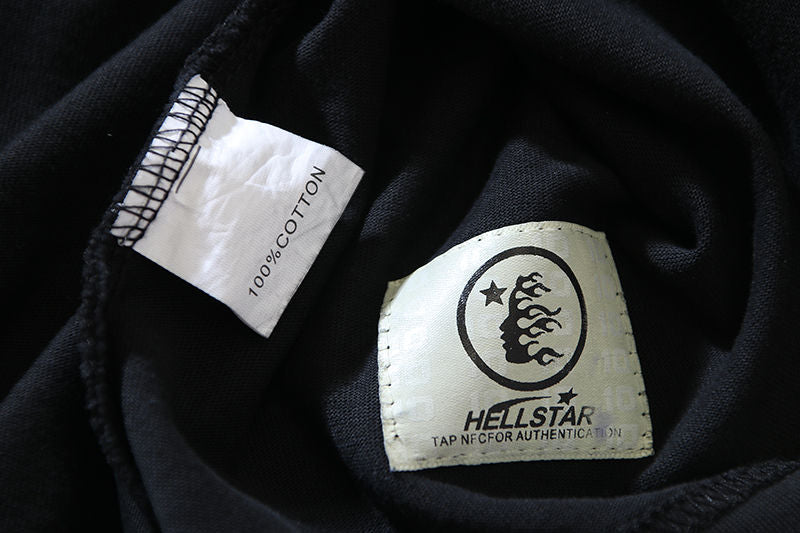 100%COTTON
HELLSTAR
TAP NFCFOR AUTHENTICATION